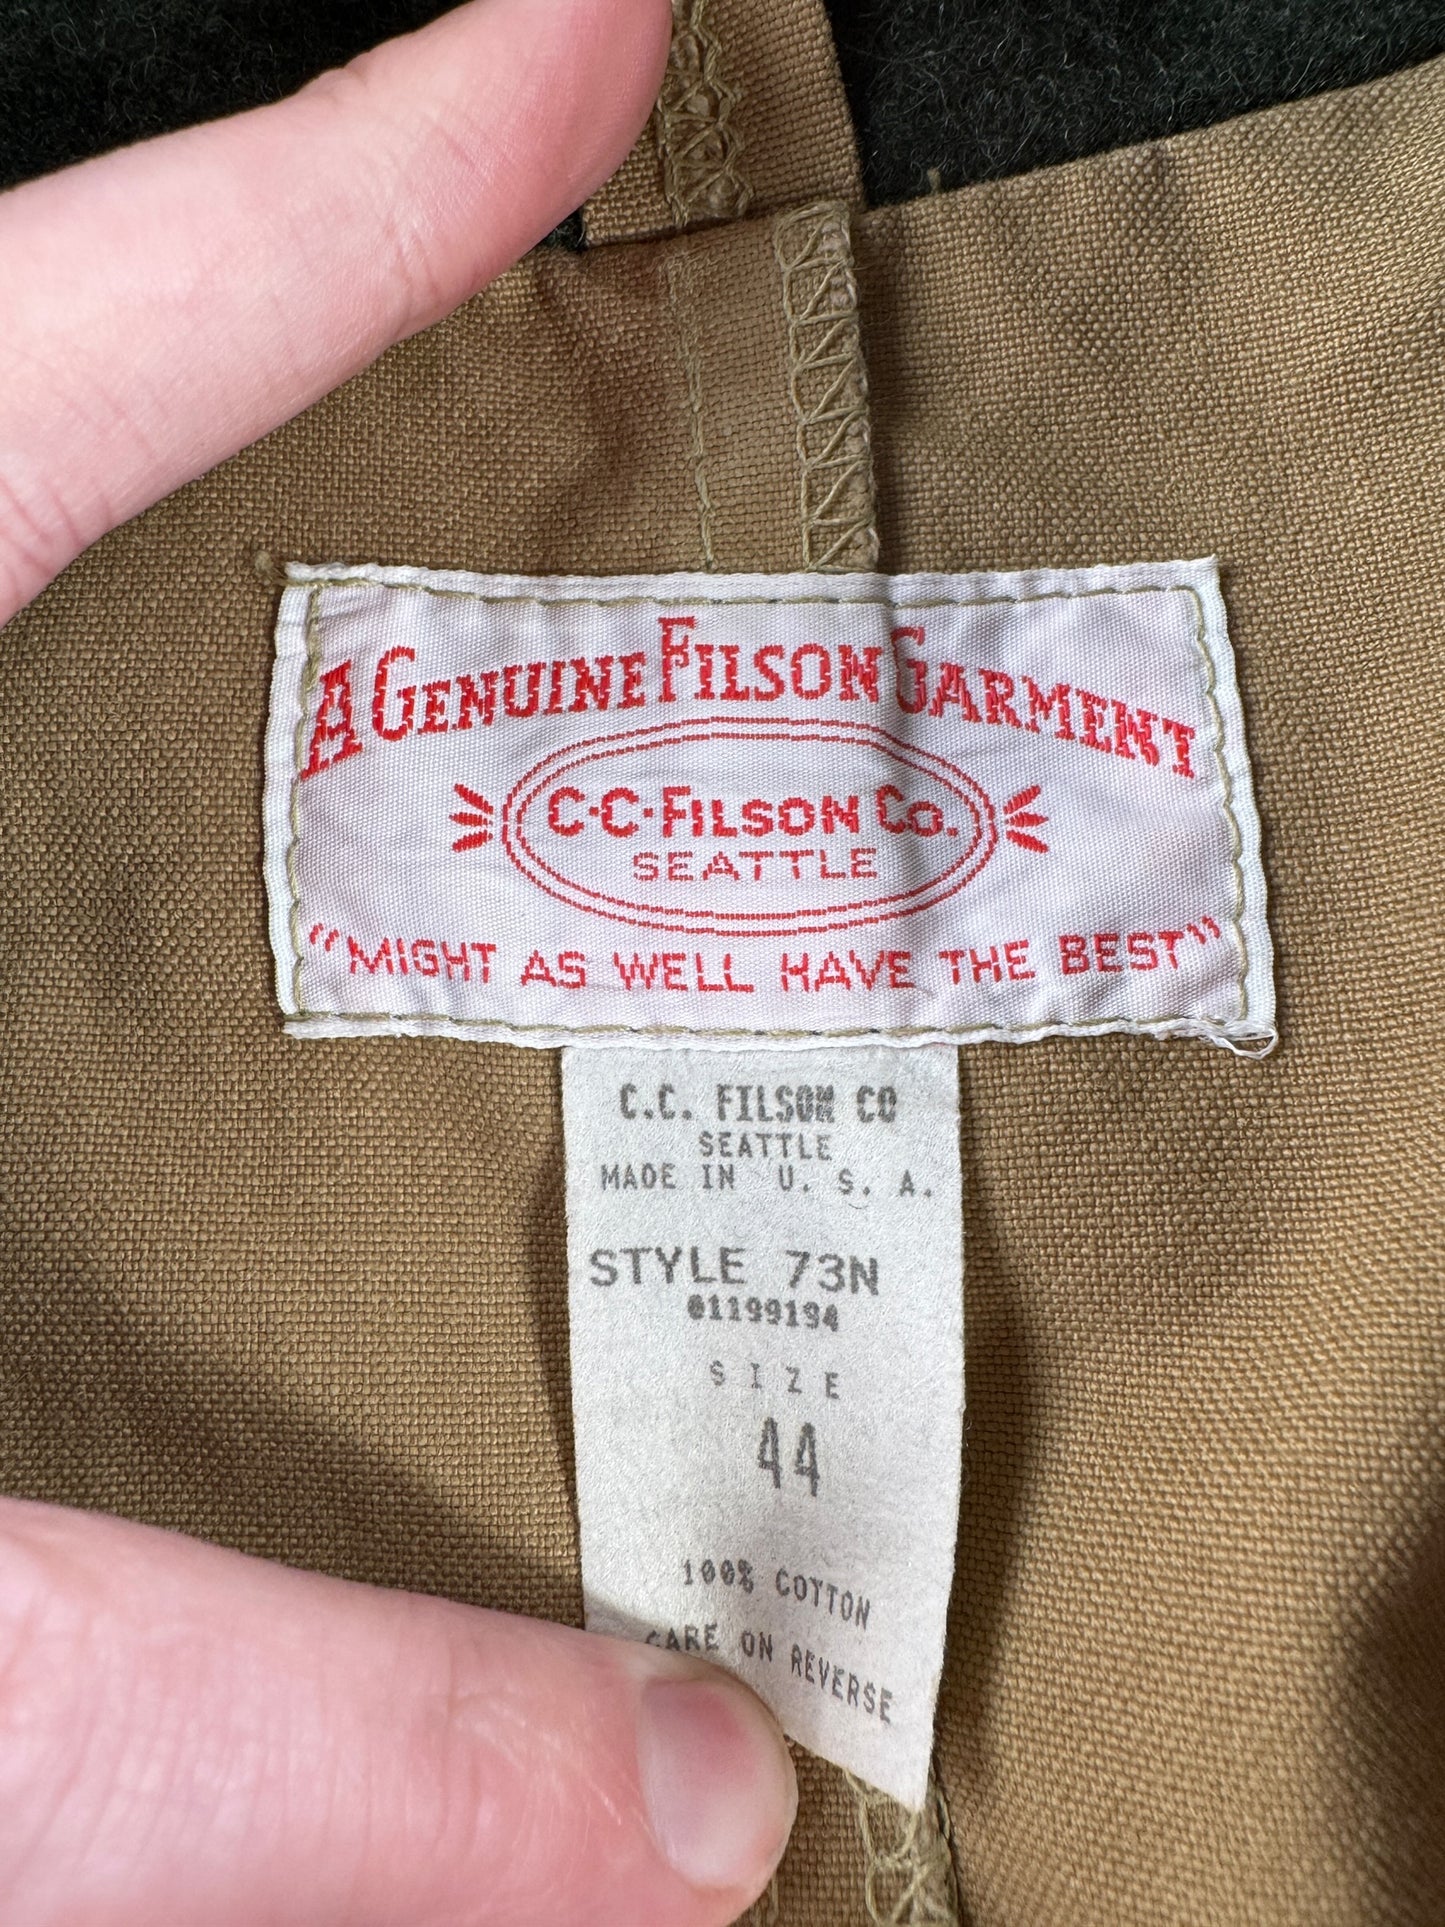 A GENUINE FILSON GARMENT
C·C·FILSON CO.
SEATTLE
"MIGHT AS WELL HAVE THE BEST"
C.C. FILSON CO
SEATTLE
MADE IN U. S. A.
STYLE 73N
01199194
SIZE
44
100% COTTON
CARE ON REVERSE